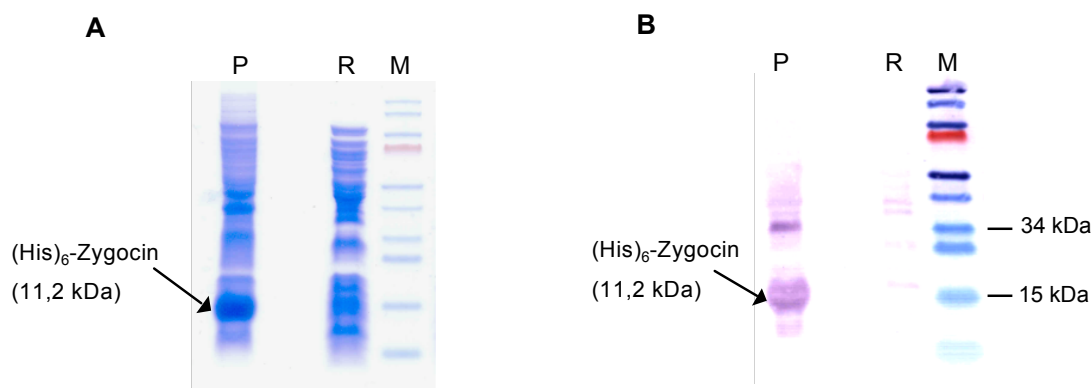 A
B
P R M
P R M
(His)6-Zygocin
(11,2 kDa)
(His)6-Zygocin
(11,2 kDa)
34 kDa
15 kDa